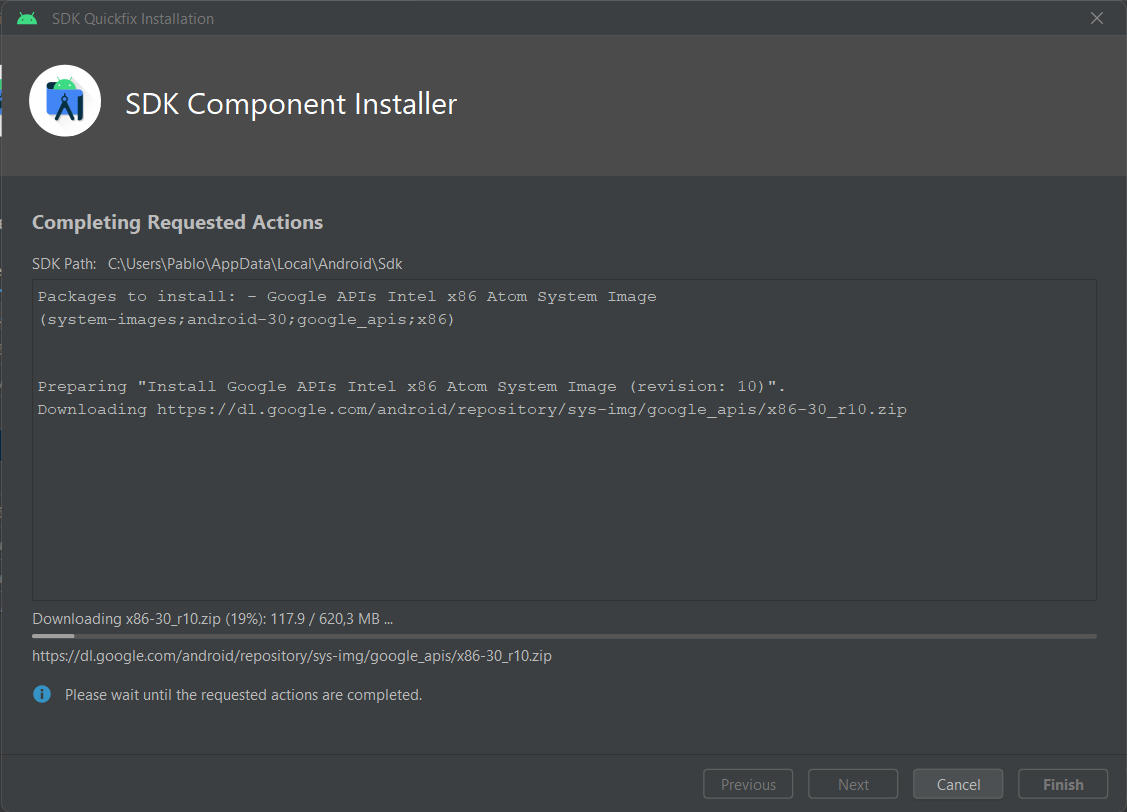 SDK Quickfix Installation
SDK Component Installer
Completing Requested Actions
SDK Path: C:\Users\Pablo\AppData\Local\Android\Sdk
Packages to install: - Google APIs Intel x86 Atom System Image
(system-images;android-30;google_apis;x86)
Preparing "Install Google APIs Intel x86 Atom System Image (revision: 10)".
Downloading https://dl.google.com/android/repository/sys-img/google_apis/x86-30_r10.zip
Downloading x86-30_r10.zip (19%): 117.9 / 620,3 MB ...
https://dl.google.com/android/repository/sys-img/google_apis/x86-30_r10.zip
Please wait until the requested actions are completed.
Previous Next Cancel Finish